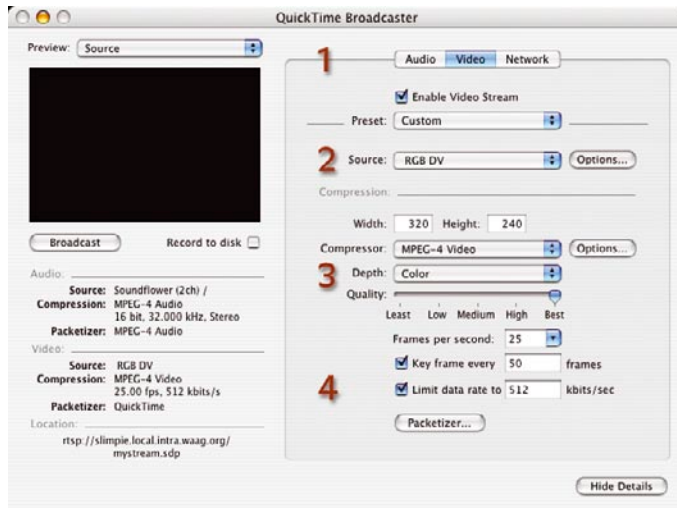 QuickTime Broadcaster
Preview: Source
Broadcast Record to disk
Audio:
Source: Soundflower (2ch) /
Compression: MPEG-4 Audio
16 bit, 32.000 kHz, Stereo
Packetizer: MPEG-4 Audio
Video:
Source: RGB DV
Compression: MPEG-4 Video
25.00 fps, 512 kbits/s
Packetizer: QuickTime
Location:
rtsp://slimpie.local.intra.waag.org/
mystream.sdp
1 Audio Video Network
Enable Video Stream
Preset: Custom
2 Source: RGB DV Options...
Compression:
Width: 320 Height: 240
Compressor: MPEG-4 Video Options...
3 Depth: Color
Quality:
Least Low Medium High Best
Frames per second: 25
Key frame every 50 frames
4 Limit data rate to 512 kbits/sec
Packetizer...
Hide Details